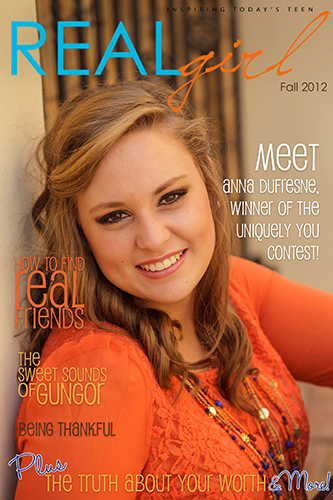 INSPIRING TODAY'S TEEN
REALgirl
Fall 2012
MEET
ANNA DUFRESNE,
WINNER OF THE
UNIQUELY YOU
CONTEST!
HOW TO FIND
REAL
FRIENDS
THE
SWEET SOUNDS
OF GUNGOR
BEING THANKFUL
Plus
THE TRUTH ABOUT YOUR WORTH & More!